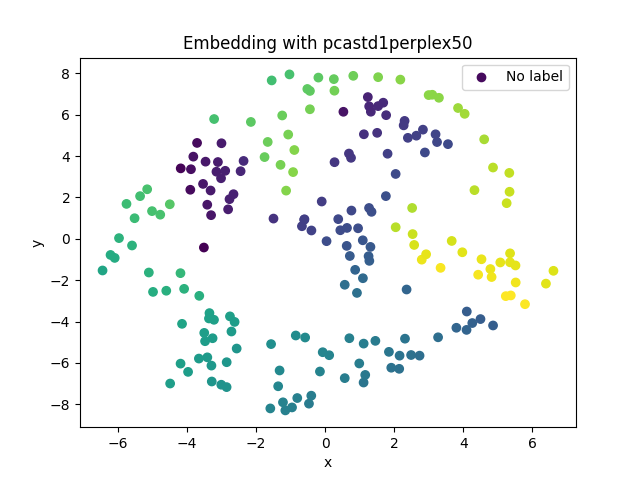 Embedding with pcastd1perplex50
No label
8
6
4
2
0
−2
−4
−6
−8
y
−6 −4 −2 0 2 4 6
x